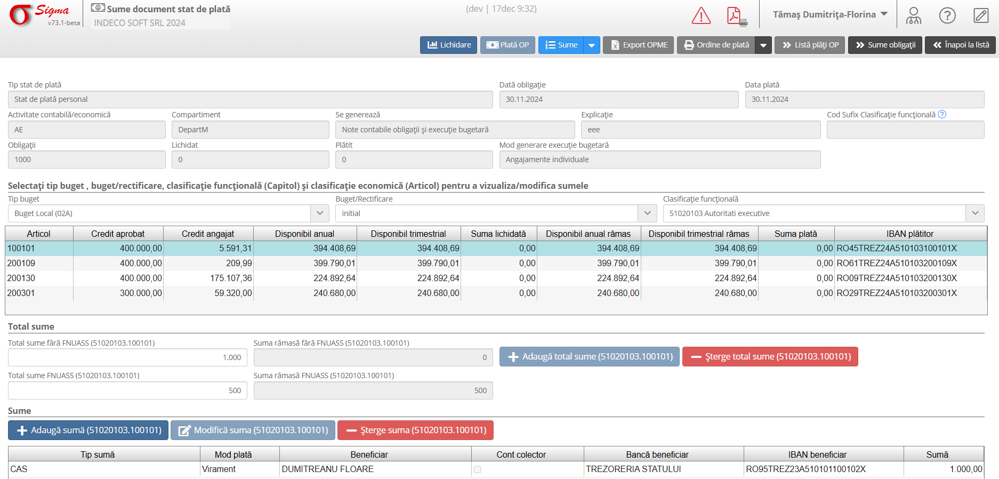 Sigma
v73.1-beta
Sume document stat de plată
INDECO SOFT SRL 2024
(dev | 17dec 9:32)
Tămaş Dumitriţa-Florina
Lichidare
Plată OP
Sume
Export OPME
Ordine de plată
Listă plăţi OP
Sume obligaţii
Înapoi la listă
Tip stat de plată
Dată obligaţie
Data plată
Stat de plată personal
30.11.2024
30.11.2024
Activitate contabilă/economică
Compartiment
Se generează
Explicaţie
Cod Sufix Clasificaţie funcţională
AE
DepartM
Note contabile obligaţii şi execuţie bugetară
eee
Obligaţii
Lichidat
Plătit
Mod generare execuţie bugetară
1000
0
0
Angajamente individuale
Selectaţi tip buget , buget/rectificare, clasificaţie funcţională (Capitol) şi clasificaţie economică (Articol) pentru a vizualiza/modifica sumele
Tip buget
Buget/Rectificare
Clasificaţie funcţională
Buget Local (02A)
initial
51020103 Autoritati executive
Articol Credit aprobat Credit angajat Disponibil anual Disponibil trimestrial Suma lichidată Disponibil anual rămas Disponibil trimestrial rămas Suma plată IBAN plătitor
100101 400.000,00 5.591,31 394.408,69 394.408,69 0,00 394.408,69 394.408,69 0,00 RO45TREZ24A510103100101X
200109 400.000,00 209,99 399.790,01 399.790,01 0,00 399.790,01 399.790,01 0,00 RO61TREZ24A510103200109X
200130 400.000,00 175.107,36 224.892,64 224.892,64 0,00 224.892,64 224.892,64 0,00 RO09TREZ24A510103200130X
200301 300.000,00 59.320,00 240.680,00 240.680,00 0,00 240.680,00 240.680,00 0,00 RO29TREZ24A510103200301X
Total sume
Total sume fără FNUASS (51020103.100101)
Suma rămasă fără FNUASS (51020103.100101)
1.000
0
Adaugă total sume (51020103.100101)
Şterge total sume (51020103.100101)
Total sume FNUASS (51020103.100101)
Suma rămasă FNUASS (51020103.100101)
500
500
Sume
Adaugă sumă (51020103.100101)
Modifică suma (51020103.100101)
Şterge suma (51020103.100101)
Tip sumă Mod plată Beneficiar Cont colector Bancă beneficiar IBAN beneficiar Sumă
CAS Virament DUMITREANU FLOARE TREZORERIA STATULUI RO95TREZ23A510101100102X 1.000,00